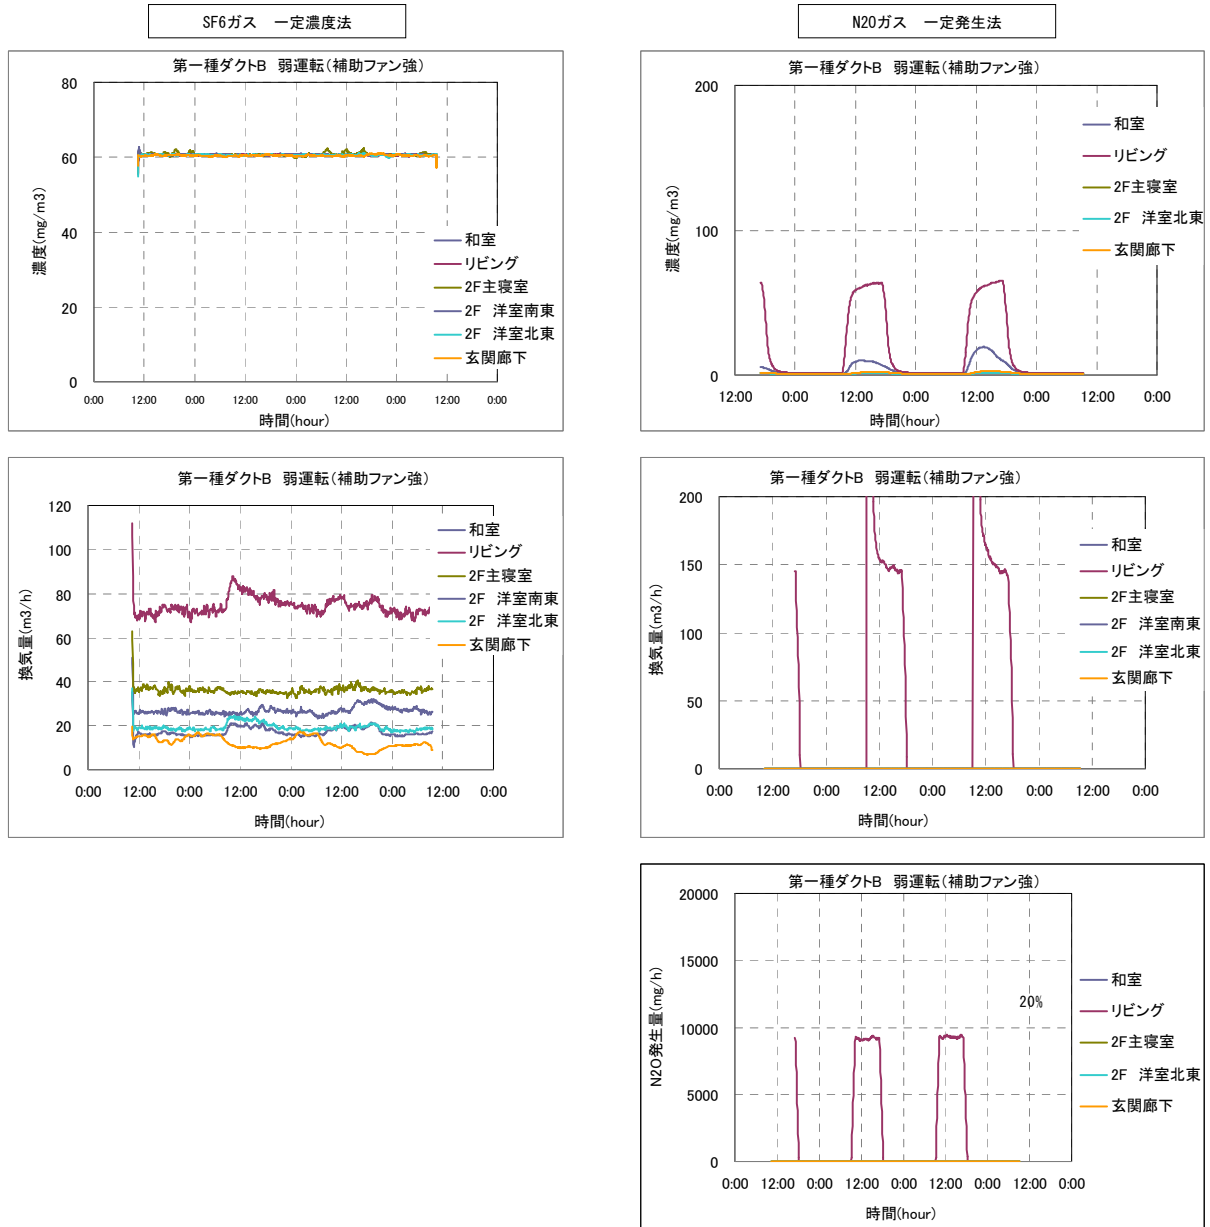 SF6ガス　一定濃度法
N2Oガス　一定発生法
第一種ダクトB　弱運転(補助ファン強)
80
60
40
20
0
濃度(mg/m3)
和室
リビング
2F主寝室
2F　洋室南東
2F　洋室北東
玄関廊下
0:00 12:00 0:00 12:00 0:00 12:00 0:00 12:00 0:00
時間(hour)
第一種ダクトB　弱運転(補助ファン強)
200
100
0
濃度(mg/m3)
和室
リビング
2F主寝室
2F　洋室北東
玄関廊下
12:00 0:00 12:00 0:00 12:00 0:00 12:00 0:00
時間(hour)
第一種ダクトB　弱運転(補助ファン強)
120
100
80
60
40
20
0
換気量(m3/h)
和室
リビング
2F主寝室
2F　洋室南東
2F　洋室北東
玄関廊下
0:00 12:00 0:00 12:00 0:00 12:00 0:00 12:00 0:00
時間(hour)
第一種ダクトB　弱運転(補助ファン強)
200
150
100
50
0
換気量(m3/h)
和室
リビング
2F主寝室
2F　洋室南東
2F　洋室北東
玄関廊下
0:00 12:00 0:00 12:00 0:00 12:00 0:00 12:00 0:00
時間(hour)
第一種ダクトB　弱運転(補助ファン強)
20000
15000
10000
5000
0
N2O発生量(mg/h)
20%
和室
リビング
2F主寝室
2F　洋室北東
玄関廊下
0:00 12:00 0:00 12:00 0:00 12:00 0:00 12:00 0:00
時間(hour)